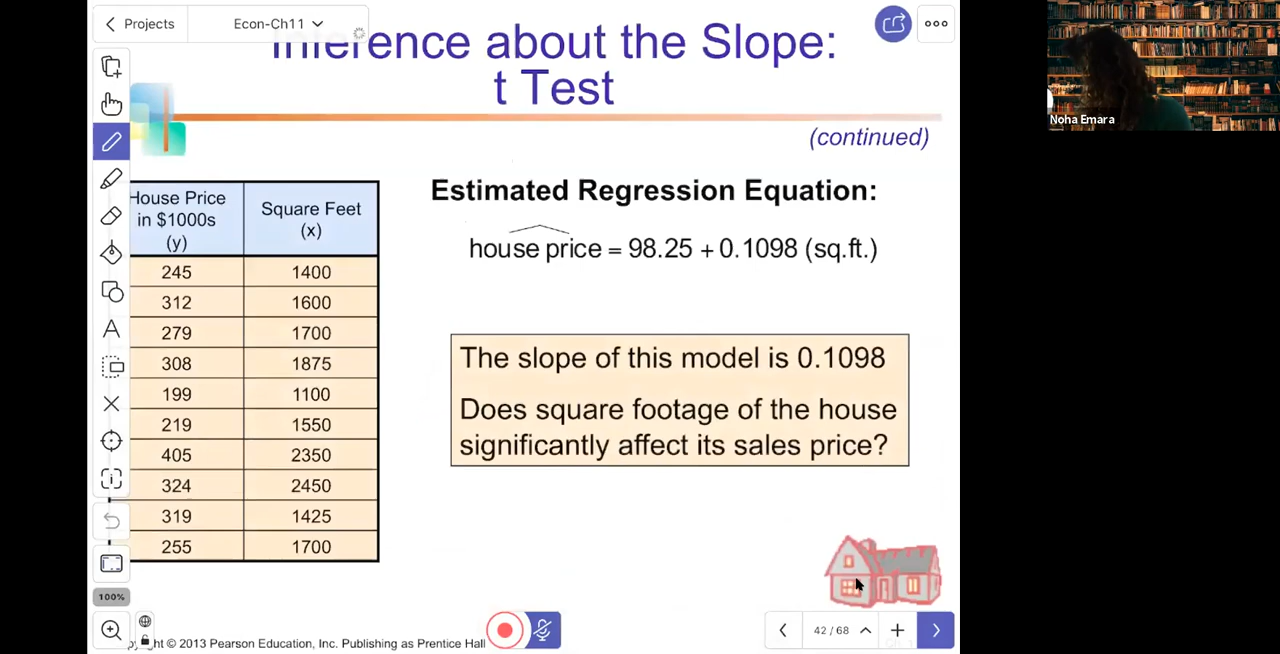 Projects
Econ-Ch11
Inference about the Slope:
t Test
Noha Emara
(continued)
House Price
in $1000s
(y)
Square Feet
(x)
245 1400
312 1600
279 1700
308 1875
199 1100
219 1550
405 2350
324 2450
319 1425
255 1700
Estimated Regression Equation:
house price = 98.25 + 0.1098 (sq.ft.)
The slope of this model is 0.1098
Does square footage of the house
significantly affect its sales price?
A
100%
42 / 68
© 2013 Pearson Education, Inc. Publishing as Prentice Hall